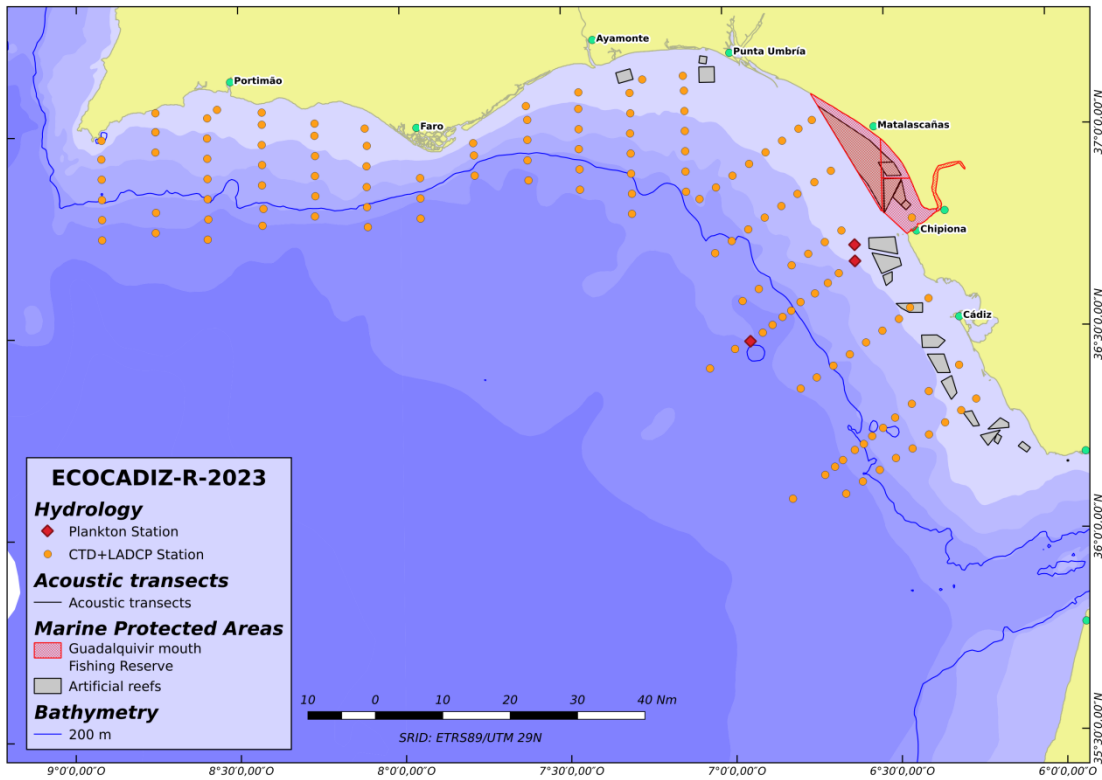 Ayamonte
Punta Umbría
Portimão
Faro
Matalascañas
Chipiona
Cádiz
37°0'0.00"N
36°30'0.00"N
36°0'0.00"N
35°30'0.00"N
ECOCADIZ-R-2023
Hydrology
Plankton Station
CTD+LADCP Station
Acoustic transects
Acoustic transects
Marine Protected Areas
Guadalquivir mouth
Fishing Reserve
Artificial reefs
Bathymetry
200 m
10 0 10 20 30 40 Nm
SRID: ETRS89/UTM 29N
9°0'0.00"O 8°30'0.00"O 8°0'0.00"O 7°30'0.00"O 7°0'0.00"O 6°30'0.00"O 6°0'0.00"O